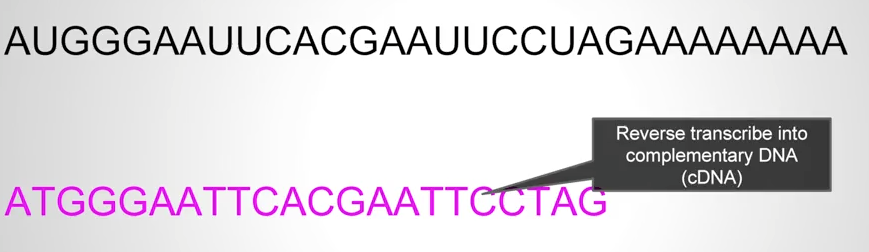 AUGGGAAUUCACGAAUUCCUAGAAAAAAAA
Reverse transcribe into
complementary DNA
(cDNA)
ATGGGAATTCACGAATTCCTAG